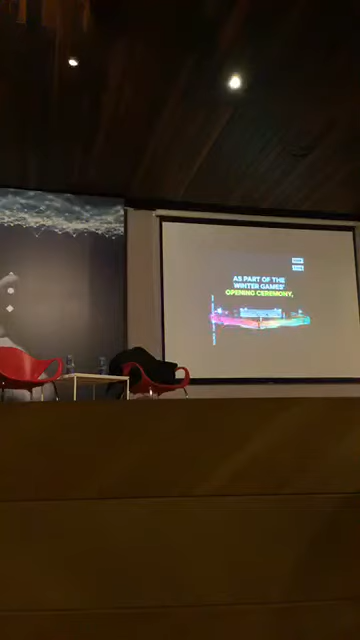 AS PART OF THE
WINTER GAMES'
OPENING CEREMONY,